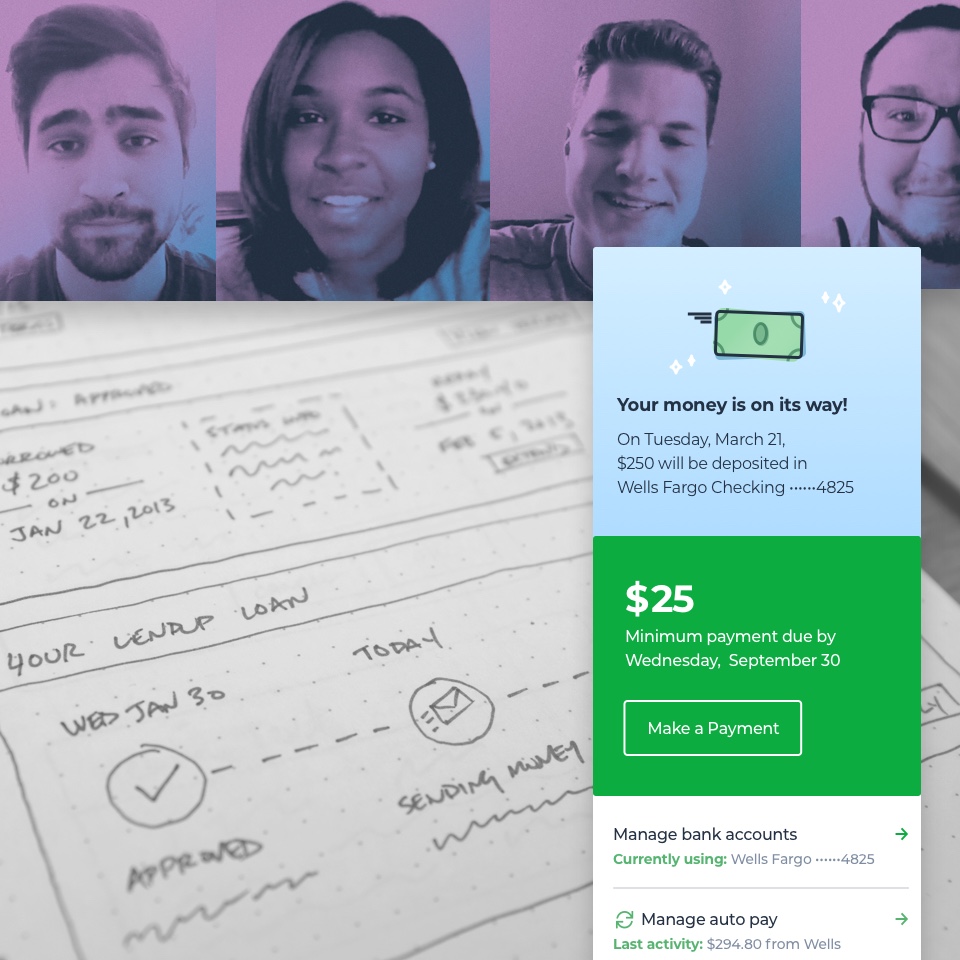 LOAN: APPROVED
APPROVED
$200
ON
JAN 22, 2013
STATUS INFO
REPAY
FEB 5, 2013
EXTEND
YOUR LENDUP LOAN
WED JAN 30
TODAY
APPROVED
SENDING MONEY
Your money is on its way!
On Tuesday, March 21,
$250 will be deposited in
Wells Fargo Checking ••••••4825
$25
Minimum payment due by
Wednesday, September 30
Make a Payment
Manage bank accounts
Currently using: Wells Fargo ••••••4825
Manage auto pay
Last activity: $294.80 from Wells